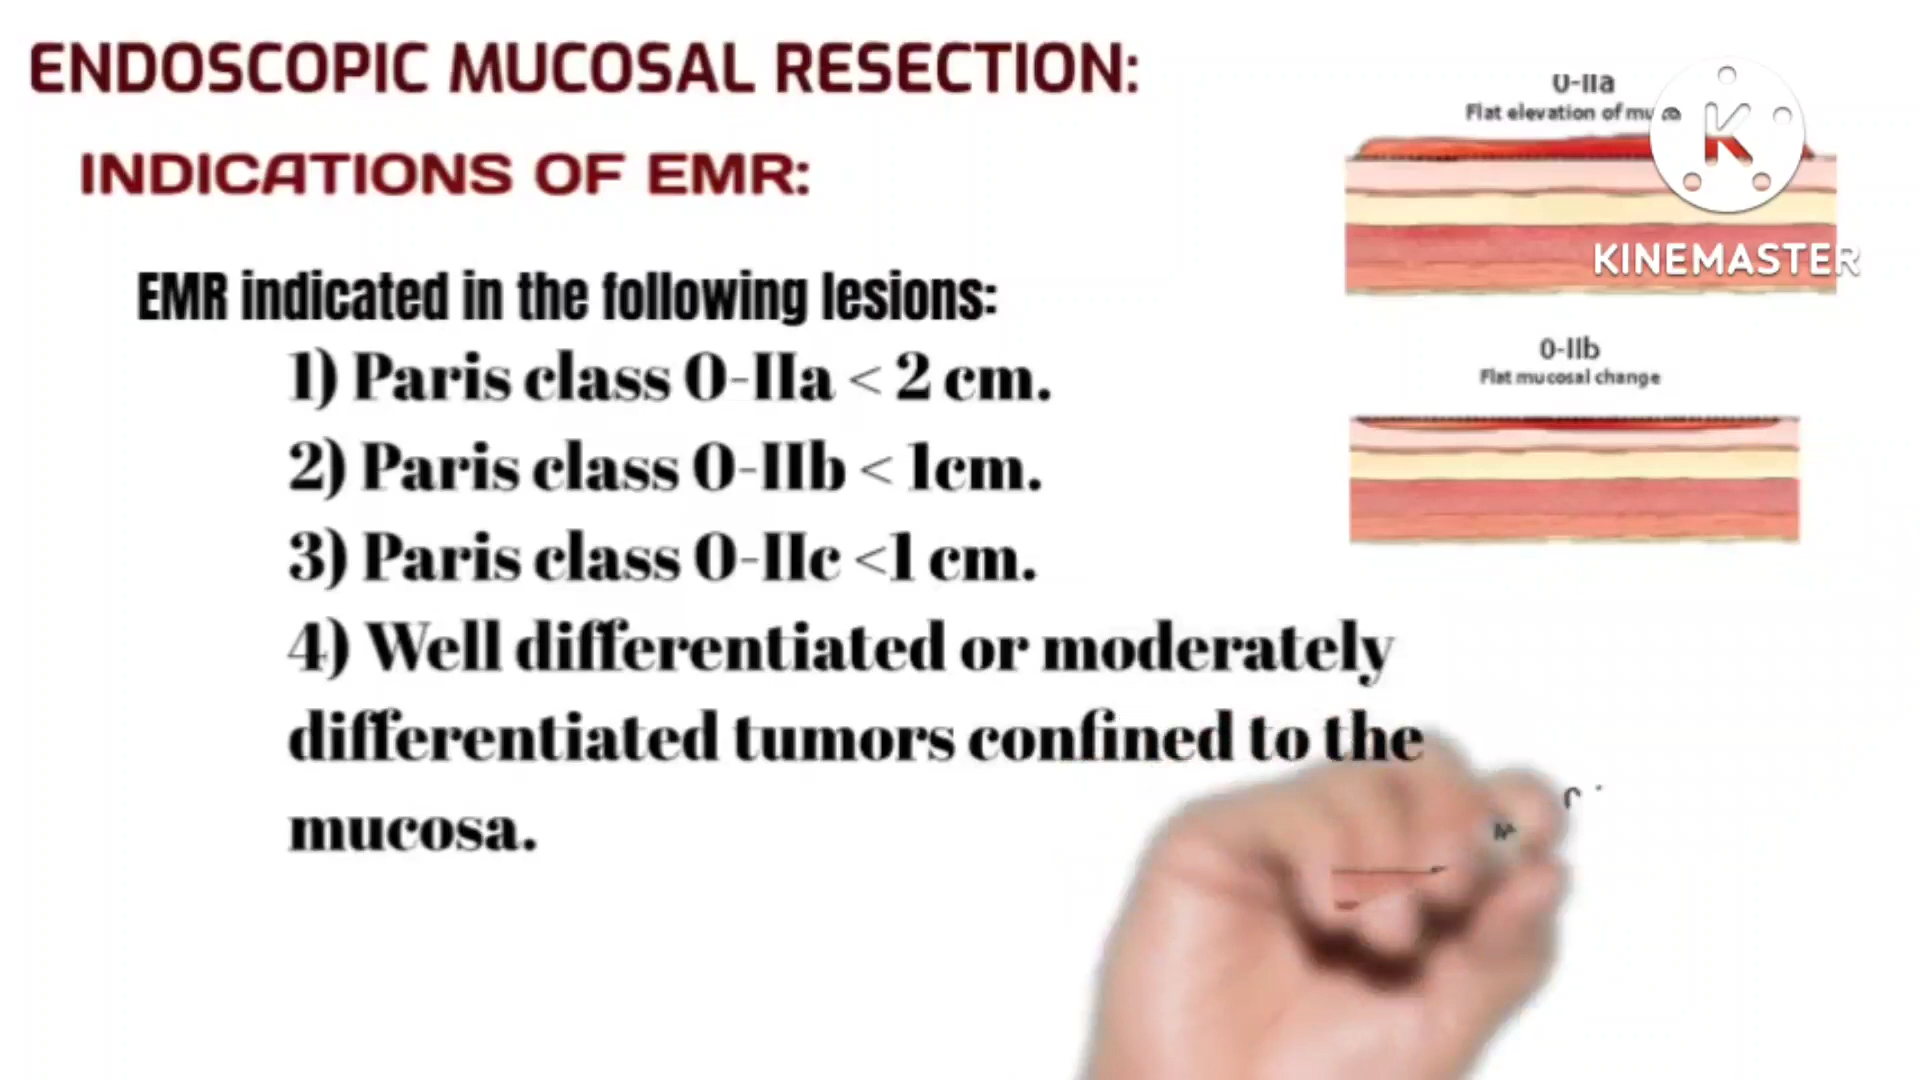 ENDOSCOPIC MUCOSAL RESECTION:
INDICATIONS OF EMR:
EMR indicated in the following lesions:
1) Paris class 0-IIa < 2 cm.
2) Paris class 0-IIb < 1cm.
3) Paris class 0-IIc <1 cm.
4) Well differentiated or moderately
differentiated tumors confined to the
mucosa.
0-IIa
Flat elevation of
K
KINEMASTER
0-IIb
Flat mucosal change